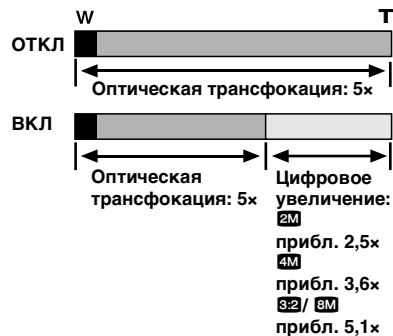 W T
ОТКЛ
Оптическая трансфокация: 5×
ВКЛ
Оптическая
трансфокация: 5×
Цифровое
увеличение:
2M
прибл. 2,5×
4M
прибл. 3,6×
3:2/ 8M
прибл. 5,1×